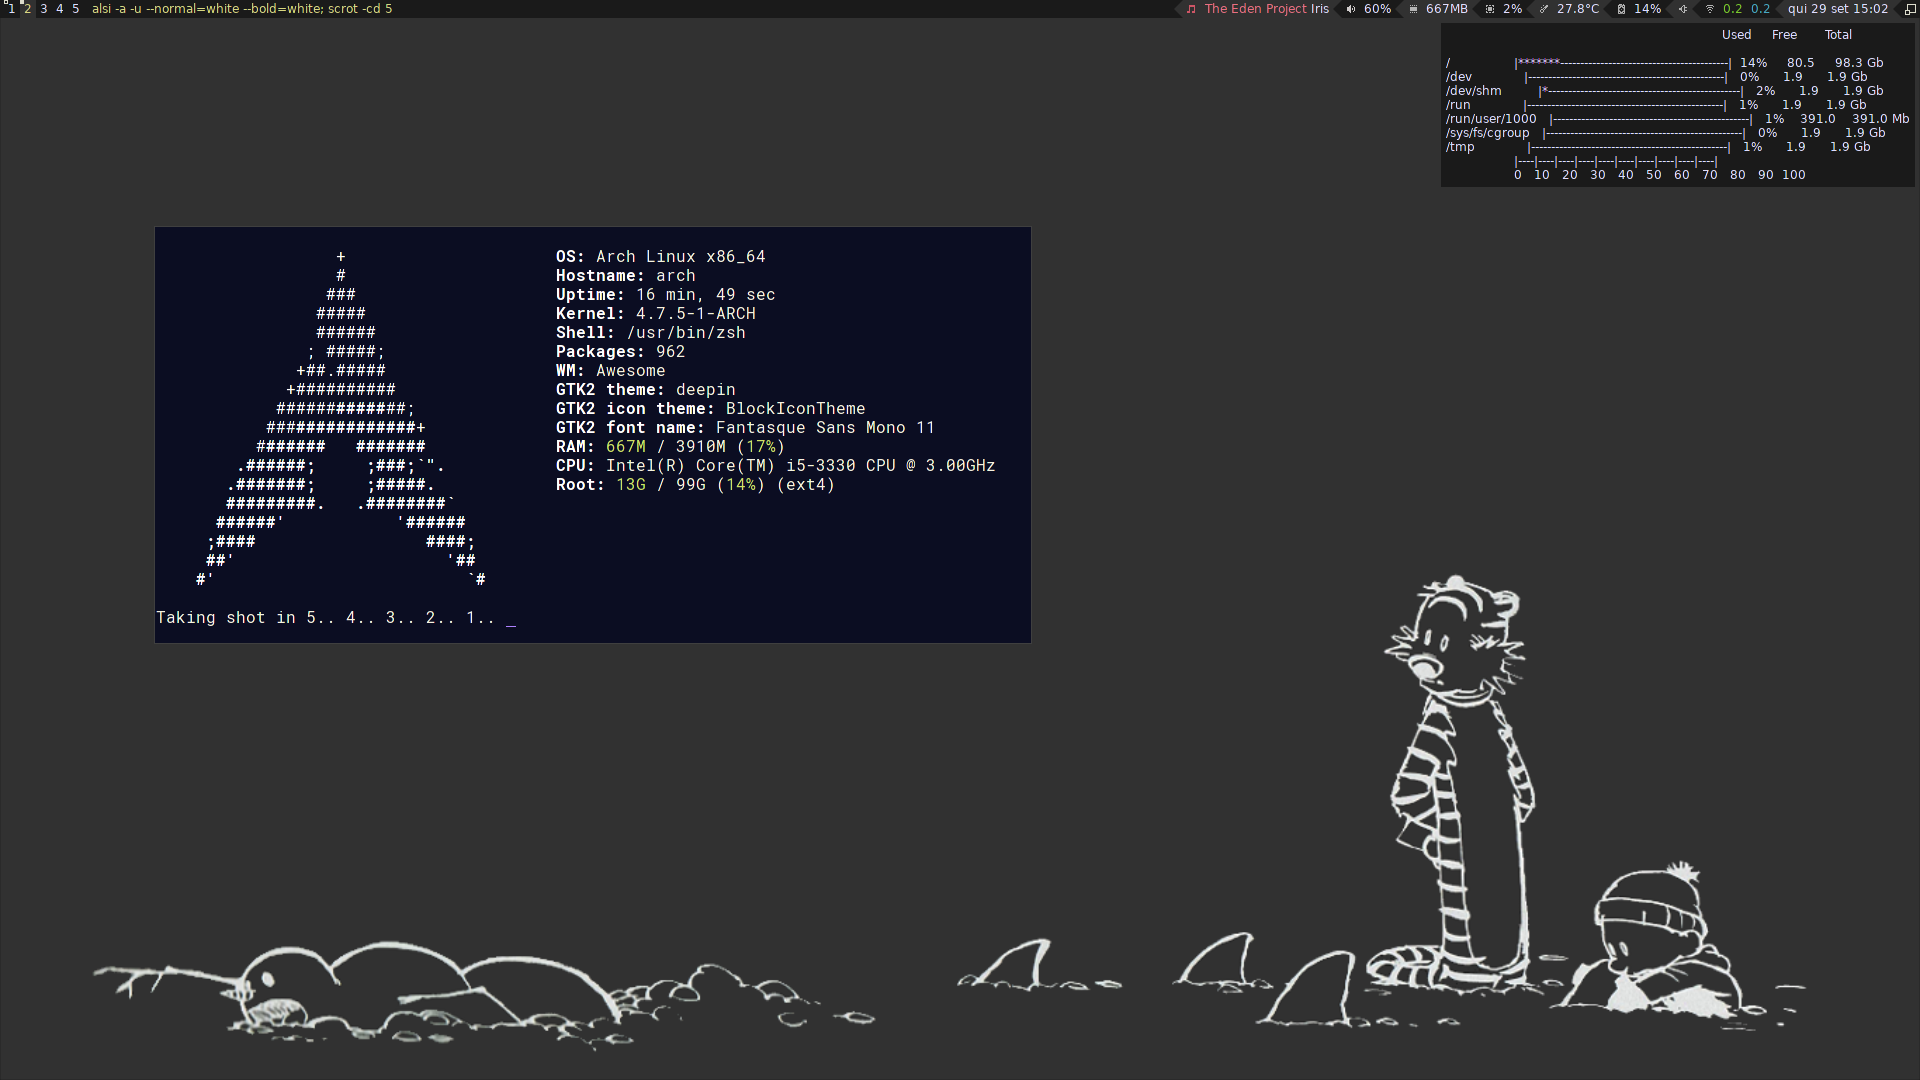 1 2 3 4 5 alsi -a -u --normal=white --bold=white; scrot -cd 5 The Eden Project Iris 60% 667MB 2% 27.8°C 14% 0.2 0.2 qui 29 set 15:02
Used Free Total
/ |*******------------------------------------------| 14% 80.5 98.3 Gb
/dev |-------------------------------------------------| 0% 1.9 1.9 Gb
/dev/shm |*------------------------------------------------| 2% 1.9 1.9 Gb
/run |-------------------------------------------------| 1% 1.9 1.9 Gb
/run/user/1000 |-------------------------------------------------| 1% 391.0 391.0 Mb
/sys/fs/cgroup |-------------------------------------------------| 0% 1.9 1.9 Gb
/tmp |-------------------------------------------------| 1% 1.9 1.9 Gb
|----|----|----|----|----|----|----|----|----|----|
0 10 20 30 40 50 60 70 80 90 100
OS: Arch Linux x86_64
Hostname: arch
Uptime: 16 min, 49 sec
Kernel: 4.7.5-1-ARCH
Shell: /usr/bin/zsh
Packages: 962
WM: Awesome
GTK2 theme: deepin
GTK2 icon theme: BlockIconTheme
GTK2 font name: Fantasque Sans Mono 11
RAM: 667M / 3910M (17%)
CPU: Intel(R) Core(TM) i5-3330 CPU @ 3.00GHz
Root: 13G / 99G (14%) (ext4)
Taking shot in 5.. 4.. 3.. 2.. 1.. _